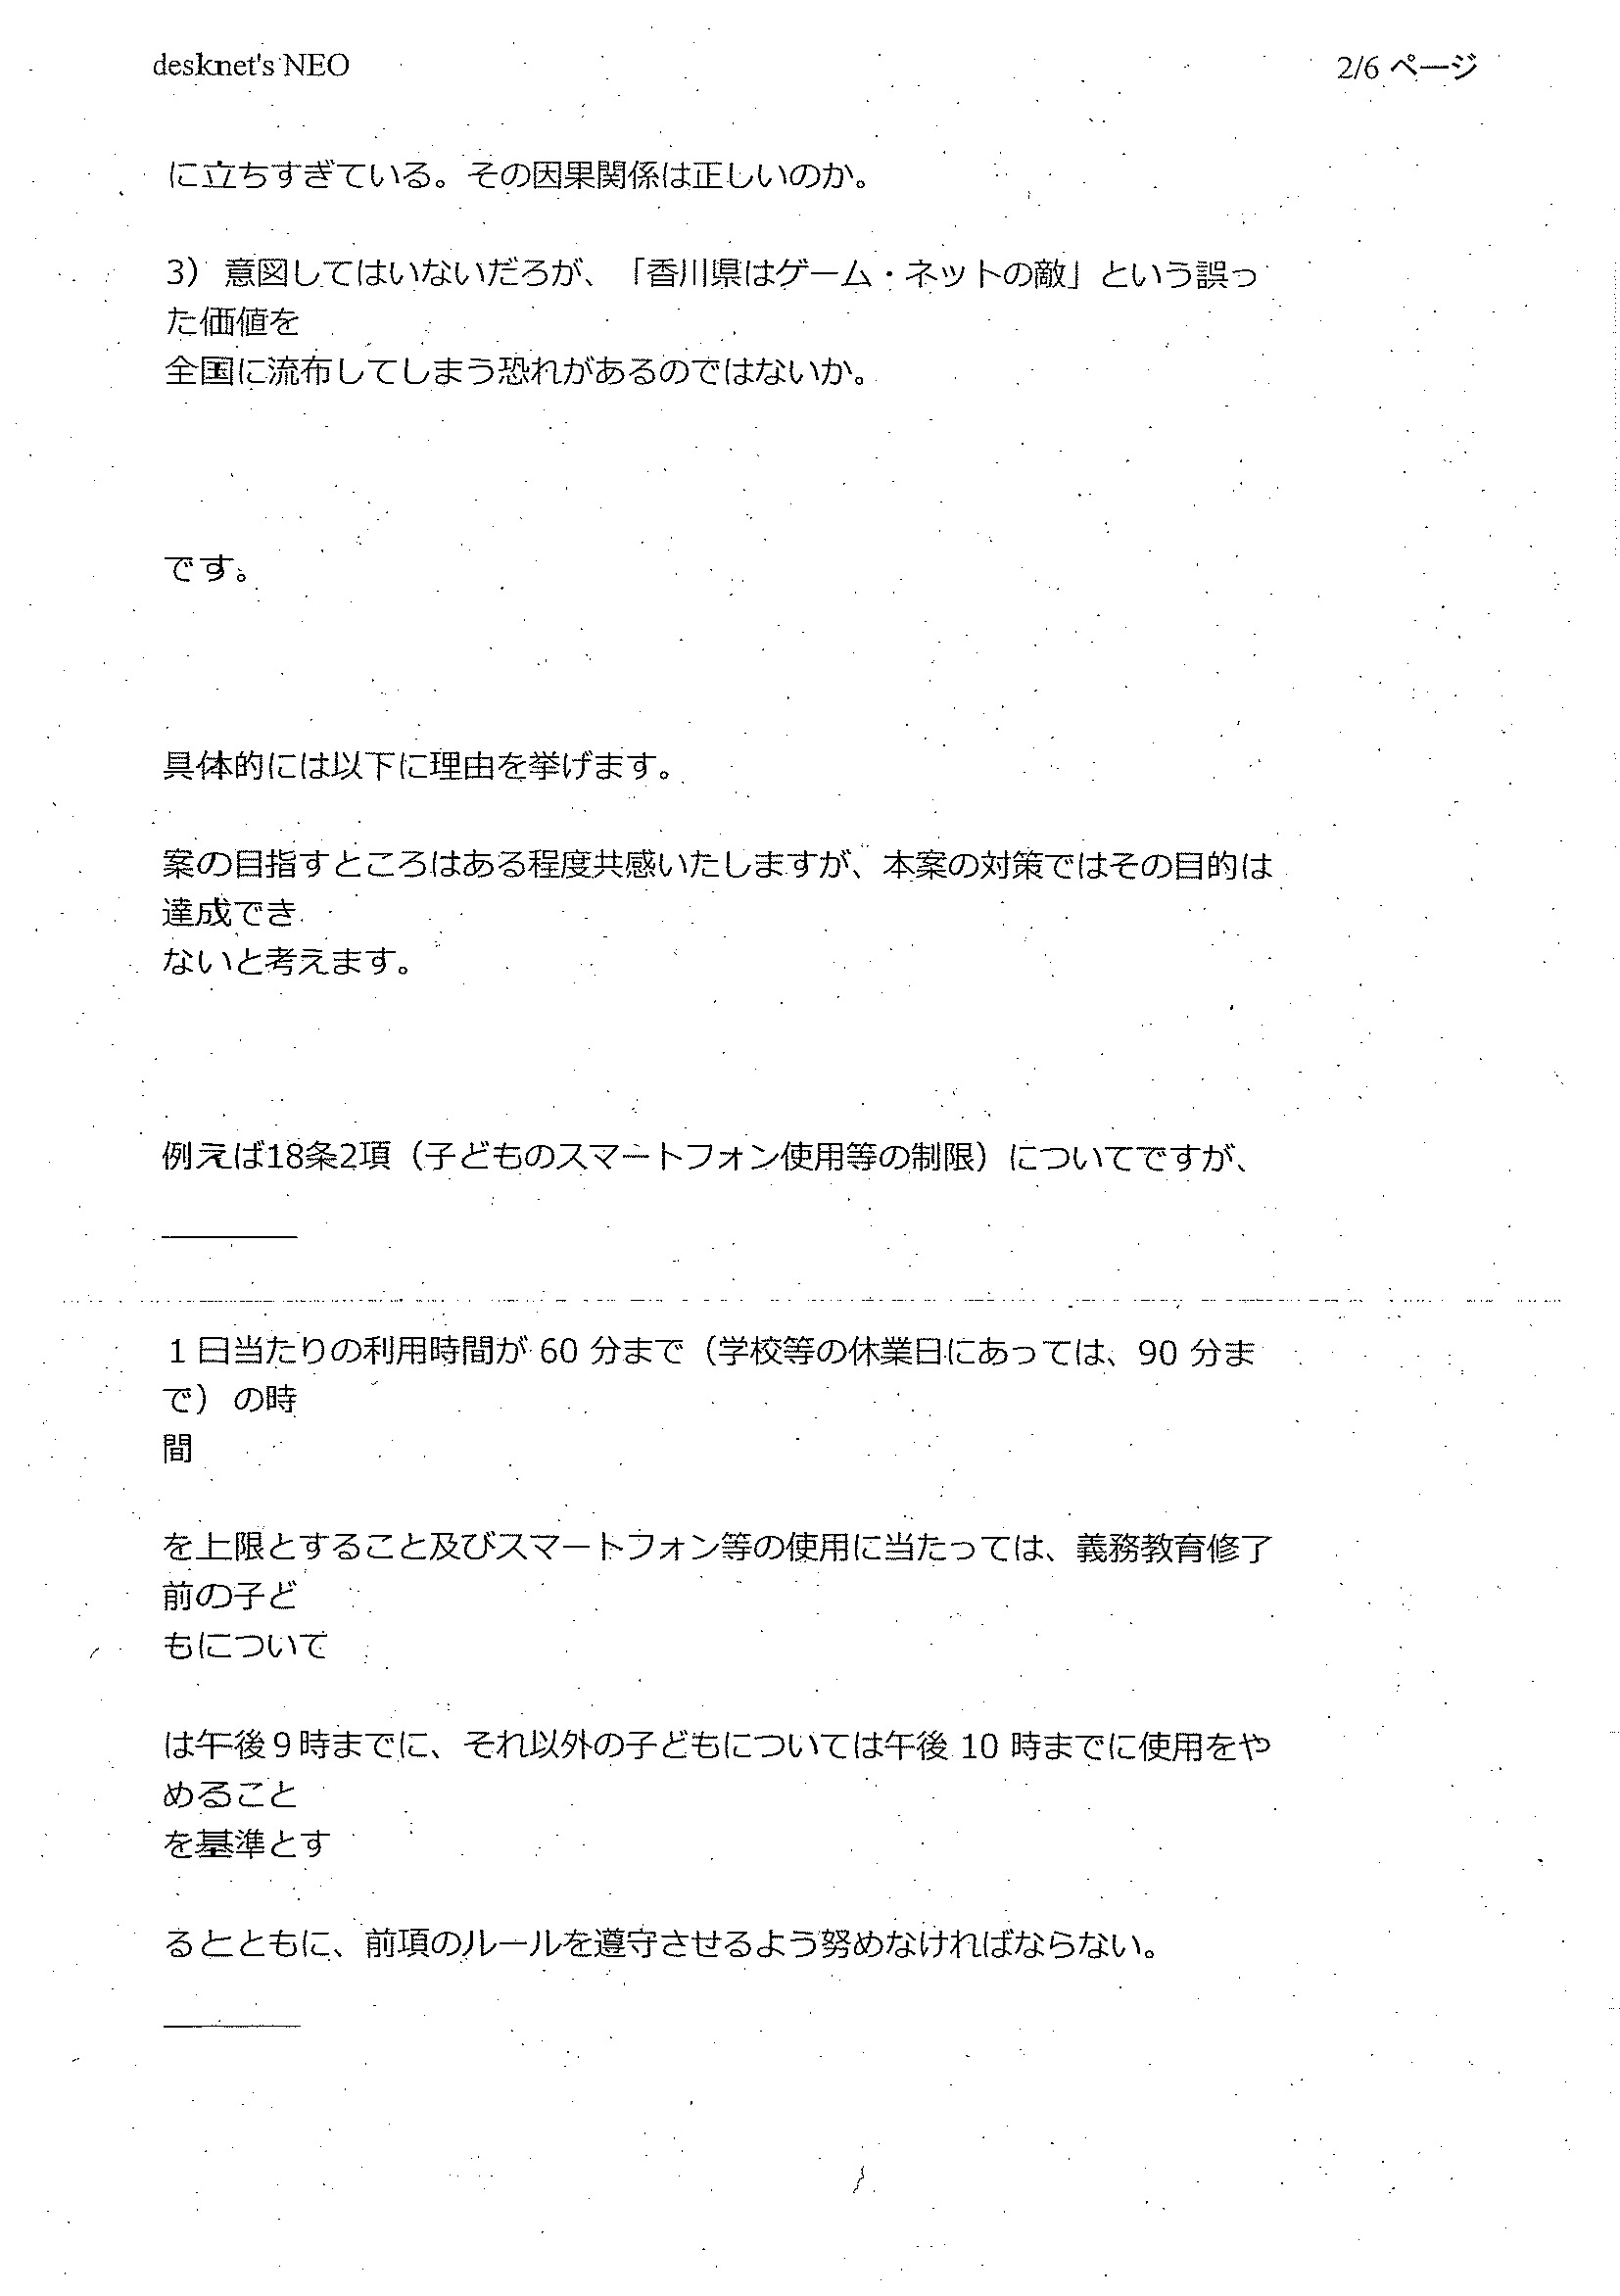 desknet's NEO
2/6 ページ
に立ちすぎている。その因果関係は正しいのか。
3） 意図してはいないだろが、「香川県はゲーム・ネットの敵」という誤っ
た価値を
全国に流布してしまう恐れがあるのではないか。
です。
具体的には以下に理由を挙げます。
案の目指すところはある程度共感いたしますが、本案の対策ではその目的は
達成でき
ないと考えます。
例えば18条2項（子どものスマートフォン使用等の制限）についてですが、
１日当たりの利用時間が 60 分まで（学校等の休業日にあっては、90 分ま
で）の時
間
を上限とすること及びスマートフォン等の使用に当たっては、義務教育修了
前の子ど
もについて
は午後９時までに、それ以外の子どもについては午後 10 時までに使用をや
めること
を基準とす
るとともに、前項のルールを遵守させるよう努めなければならない。